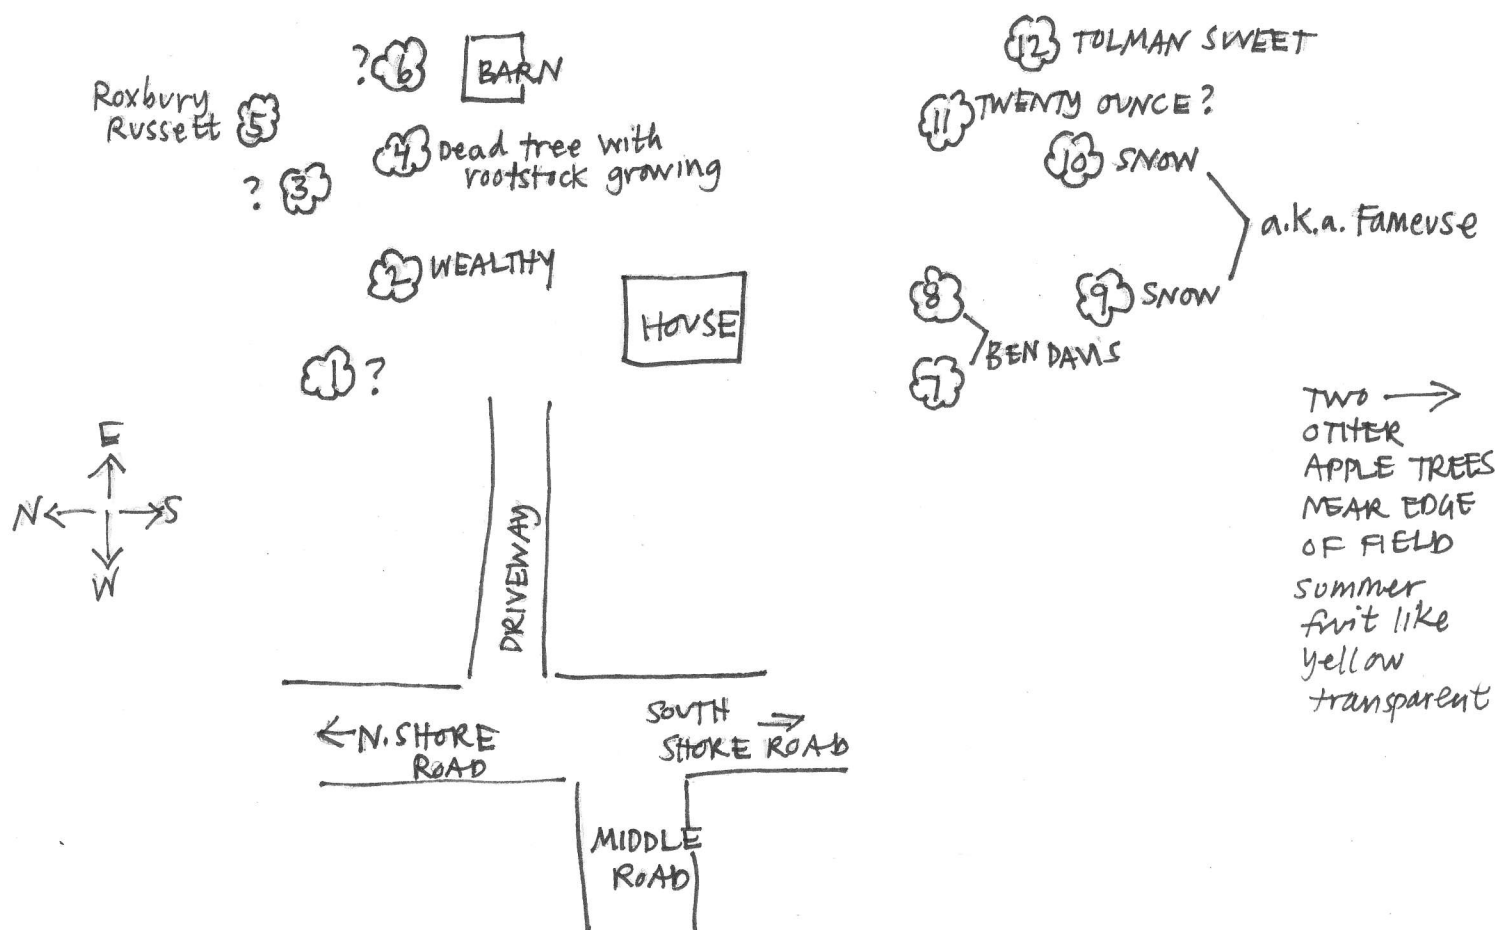 ? 6 BARN
Roxbury
Russett 5
4 Dead tree with
rootstock growing
? 3
2 WEALTHY
HOUSE
1 ?
12 TOLMAN SWEET
11 TWENTY OUNCE?
10 SNOW
a.k.a. Fameuse
9 SNOW
8
7
BEN DAVIS
TWO
OTHER
APPLE TREES
NEAR EDGE
OF FIELD
summer
fruit like
yellow
transparent
E
N S
W
DRIVEWAY
N. SHORE
ROAD
SOUTH
SHORE ROAD
MIDDLE
ROAD